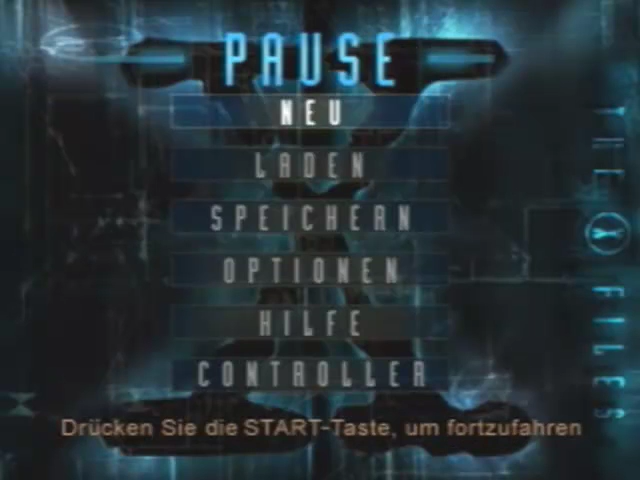 PAUSE
NEU
LADEN
SPEICHERN
OPTIONEN
HILFE
CONTROLLER
Drücken Sie die START-Taste, um fortzufahren
THE X FILES